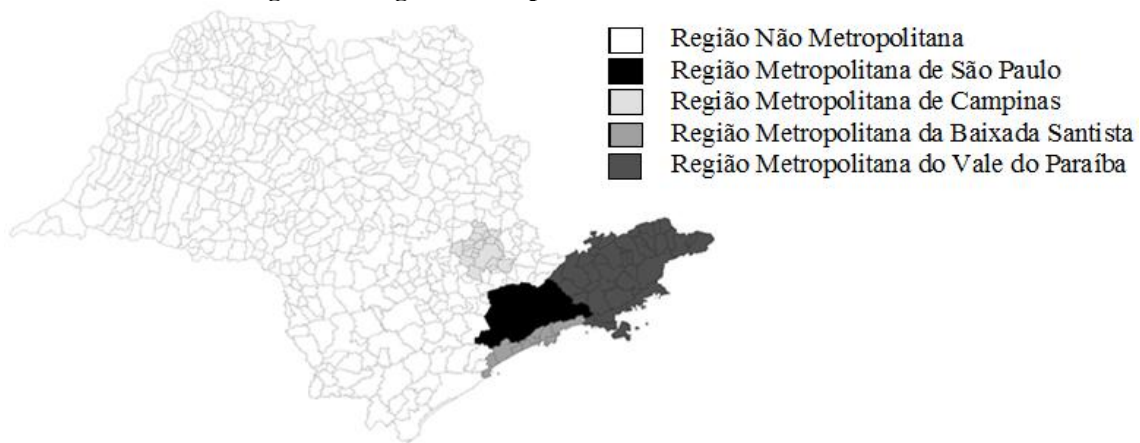 Região Não Metropolitana
Região Metropolitana de São Paulo
Região Metropolitana de Campinas
Região Metropolitana da Baixada Santista
Região Metropolitana do Vale do Paraíba